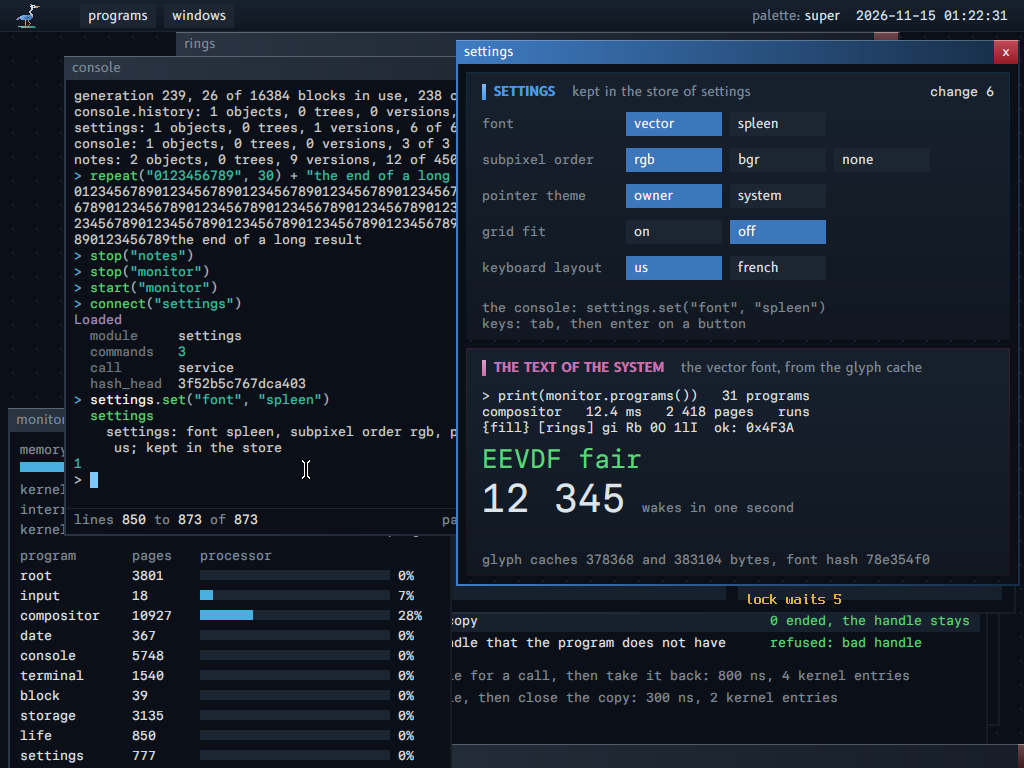 programs windows palette: super 2026-11-15 01:22:31
rings
console
generation 239, 26 of 16384 blocks in use, 238 c
console.history: 1 objects, 0 trees, 0 versions,
settings: 1 objects, 0 trees, 1 versions, 6 of 6
console: 1 objects, 0 trees, 0 versions, 3 of 3
notes: 2 objects, 0 trees, 9 versions, 12 of 450
> repeat("0123456789", 30) + "the end of a long
012345678901234567890123456789012345678901234567
678901234567890123456789012345678901234567890123
234567890123456789012345678901234567890123456789
890123456789the end of a long result
> stop("notes")
> stop("monitor")
> start("monitor")
> connect("settings")
Loaded
module settings
commands 3
call service
hash_head 3f52b5c767dca403
> settings.set("font", "spleen")
settings
settings: font spleen, subpixel order rgb, p
us; kept in the store
1
>
lines 850 to 873 of 873 pa
settings x
SETTINGS kept in the store of settings change 6
font vector spleen
subpixel order rgb bgr none
pointer theme owner system
grid fit on off
keyboard layout us french
the console: settings.set("font", "spleen")
keys: tab, then enter on a button
THE TEXT OF THE SYSTEM the vector font, from the glyph cache
> print(monitor.programs()) 31 programs
compositor 12.4 ms 2 418 pages runs
{fill} [rings] gi Rb 0O 1lI ok: 0x4F3A
EEVDF fair
12 345 wakes in one second
glyph caches 378368 and 383104 bytes, font hash 78e354f0
monitor
memory
kernel
inter
kernel
program pages processor
root 3801 0%
input 18 7%
compositor 10927 28%
date 367 0%
console 5748 0%
terminal 1540 0%
block 39 0%
storage 3135 0%
life 850 0%
settings 777 0%
lock waits 5
opy 0 ended, the handle stays
dle that the program does not have refused: bad handle
le for a call, then take it back: 800 ns, 4 kernel entries
le, then close the copy: 300 ns, 2 kernel entries